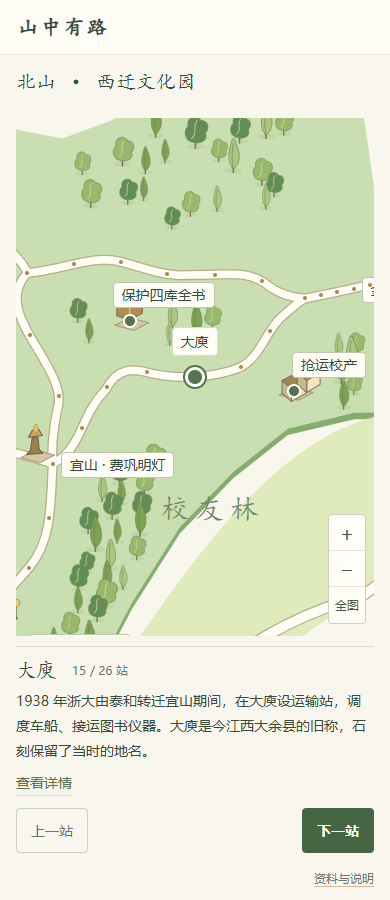 山中有路
北山 • 西迁文化园
保护四库全书
大庾
抢运校产
宜山·费巩明灯
校友林
+
−
全图
大庾 15 / 26 站
1938 年浙大由泰和转迁宜山期间，在大庾设运输站，调
度车船、接运图书仪器。大庾是今江西大余县的旧称，石
刻保留了当时的地名。
查看详情
上一站
下一站
资料与说明